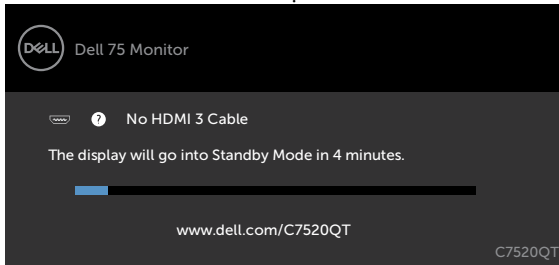 DELL
Dell 75 Monitor
? No HDMI 3 Cable
The display will go into Standby Mode in 4 minutes.
www.dell.com/C7520QT
C7520QT